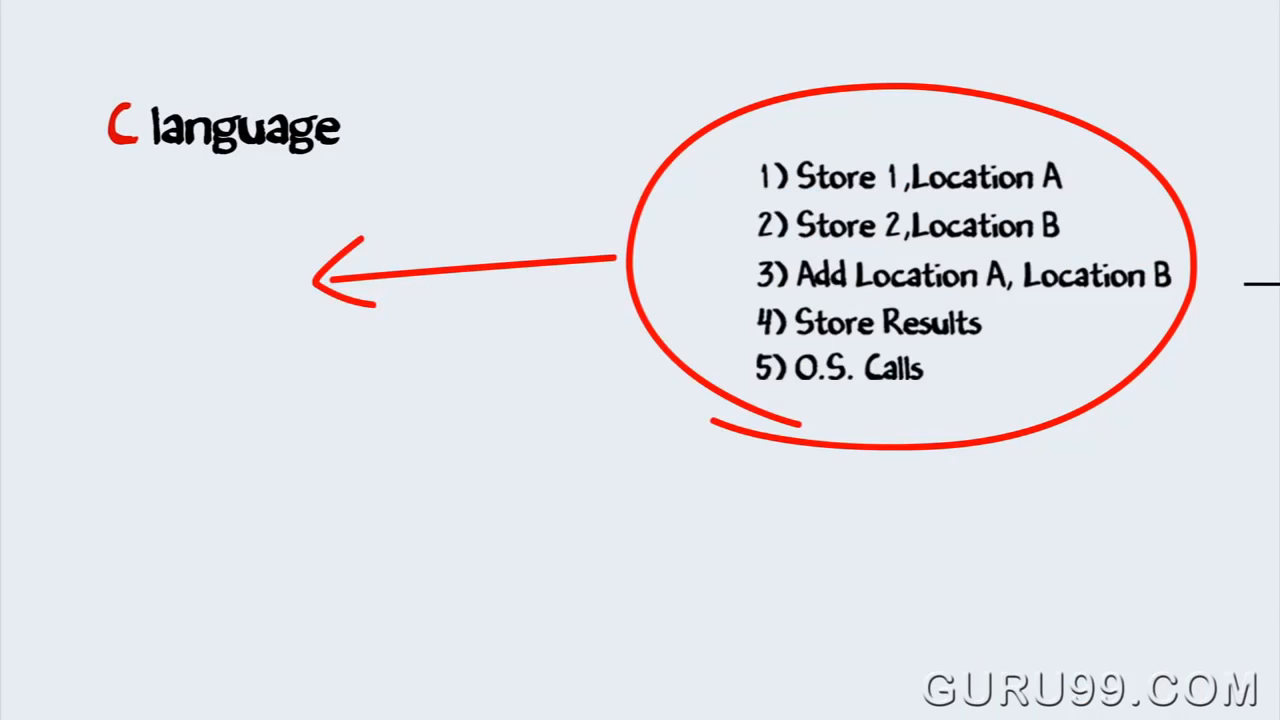 C language
1) Store 1,Location A
2) Store 2,Location B
3) Add Location A, Location B
4) Store Results
5) O.S. Calls
GURU99.COM